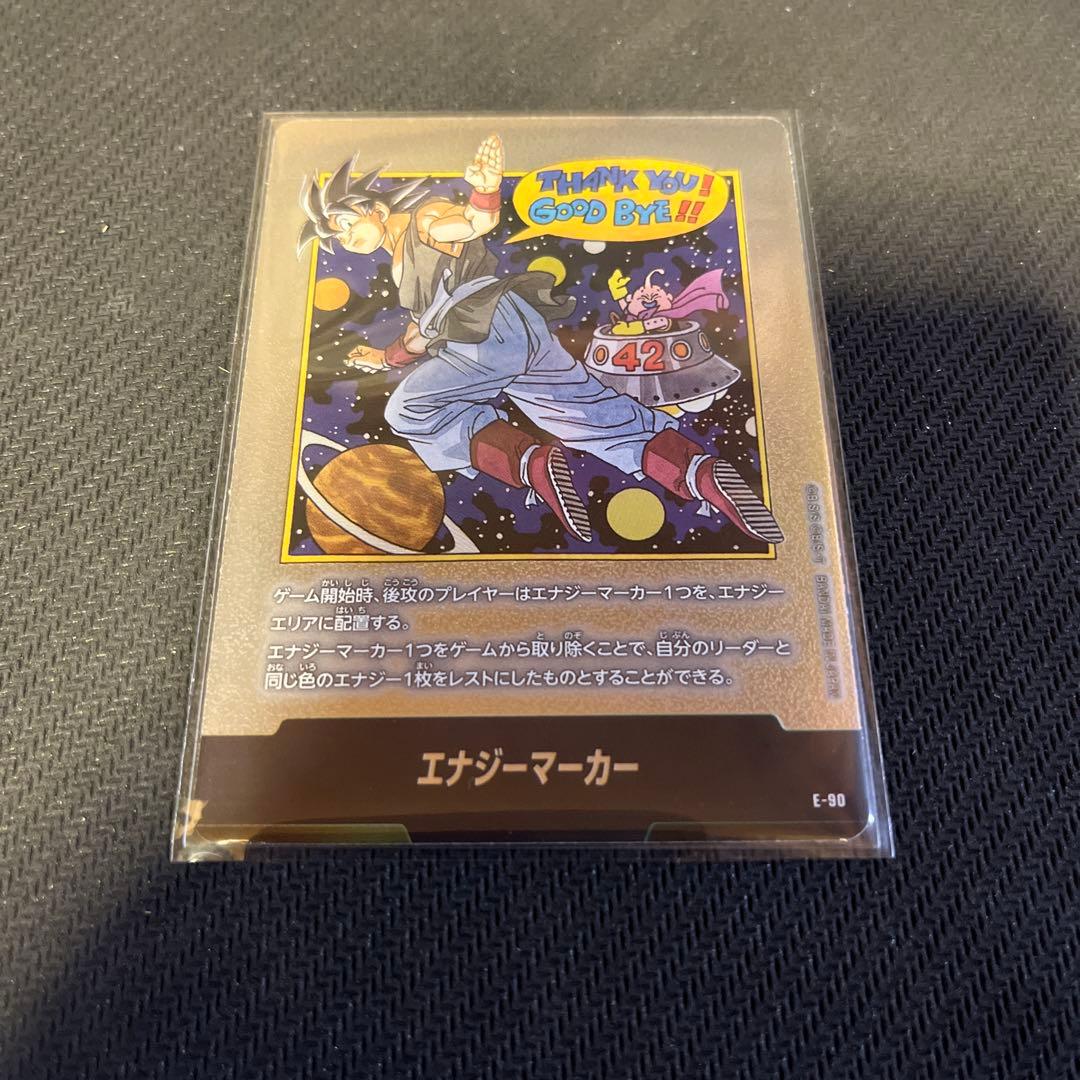 THANK YOU!
GOOD BYE!!
42
ゲーム開始時、後攻のプレイヤーはエナジーマーカー1つを、エナジー
エリアに配置する。
エナジーマーカー1つをゲームから取り除くことで、自分のリーダーと
同じ色のエナジー1枚をレストにしたものとすることができる。
エナジーマーカー
E-90